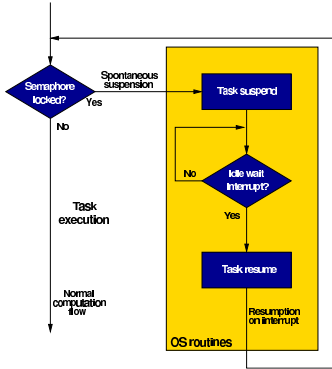 Semaphore
locked?
Yes
Spontaneous
suspension
No
Task
execution
Normal
computation
flow
Task suspend
Idle wait
Interrupt?
No
Yes
Task resume
Resumption
on interrupt
OS routines